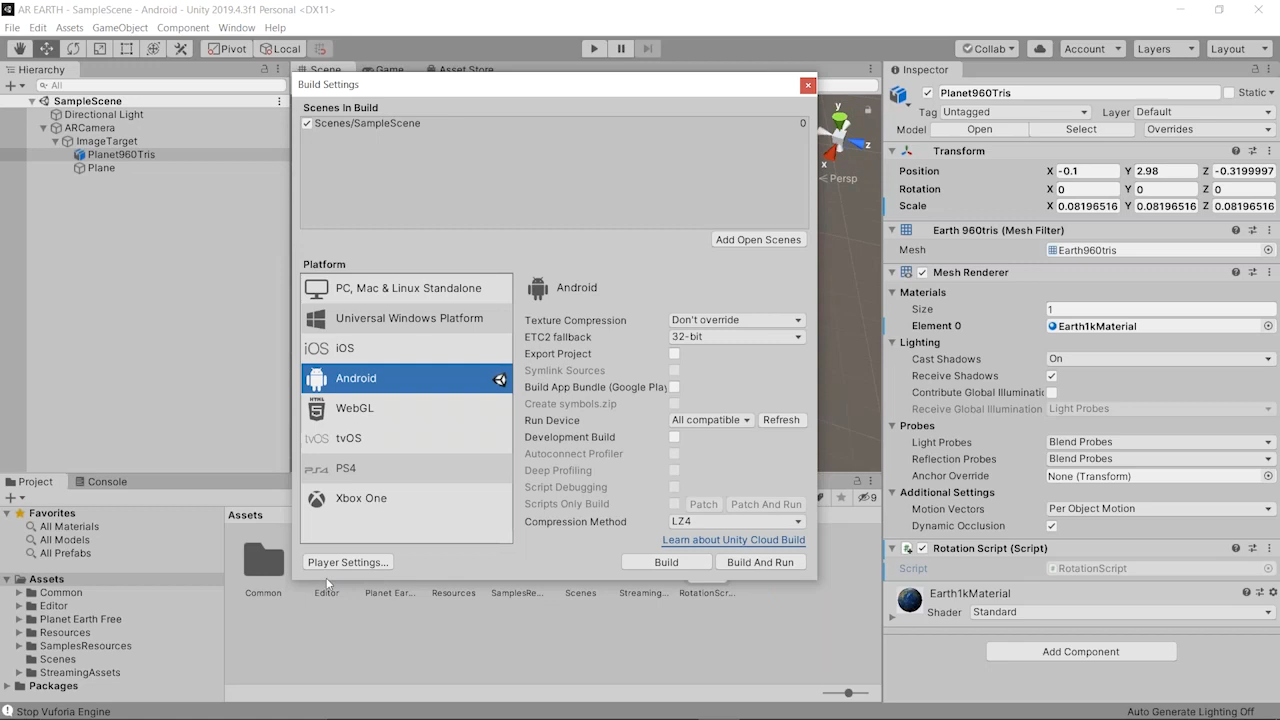 AR EARTH - SampleScene - Android - Unity 2019.4.3f1 Personal <DX11>
File Edit Assets GameObject Component Window Help
Pivot Local Collab Account Layers Layout
Hierarchy
All
SampleScene
Directional Light
ARCamera
ImageTarget
Planet960Tris
Plane
Scene Game Asset Store
Build Settings
Scenes In Build
Scenes/SampleScene 0
Add Open Scenes
Platform
PC, Mac & Linux Standalone
Universal Windows Platform
iOS iOS
Android
HTML
WebGL
tvOS tvOS
PS4 PS4
Xbox One
Android
Texture Compression Don't override
ETC2 fallback 32-bit
Export Project
Symlink Sources
Build App Bundle (Google Play
Create symbols.zip
Run Device All compatible Refresh
Development Build
Autoconnect Profiler
Deep Profiling
Script Debugging
Scripts Only Build Patch Patch And Run
Compression Method LZ4
Learn about Unity Cloud Build
Player Settings... Build Build And Run
y
z
x
Persp
Inspector
Planet960Tris Static
Tag Untagged Layer Default
Model Open Select Overrides
Transform
Position X -0.1 Y 2.98 Z -0.3199997
Rotation X 0 Y 0 Z 0
Scale X 0.08196516 Y 0.08196516 Z 0.08196516
Earth 960tris (Mesh Filter)
Mesh Earth960tris
Mesh Renderer
Materials
Size 1
Element 0 Earth1kMaterial
Lighting
Cast Shadows On
Receive Shadows
Contribute Global Illuminatic
Receive Global Illumination Light Probes
Probes
Light Probes Blend Probes
Reflection Probes Blend Probes
Anchor Override None (Transform)
Additional Settings
Motion Vectors Per Object Motion
Dynamic Occlusion
Rotation Script (Script)
Script RotationScript
Earth1kMaterial
Shader Standard
Add Component
Project Console
9
Favorites
All Materials
All Models
All Prefabs
Assets
Common
Editor
Planet Earth Free
Resources
SamplesResources
Scenes
StreamingAssets
Packages
Assets
Common Editor Planet Ear... Resources SamplesRe... Scenes Streaming... RotationScr...
Stop Vuforia Engine
Auto Generate Lighting Off